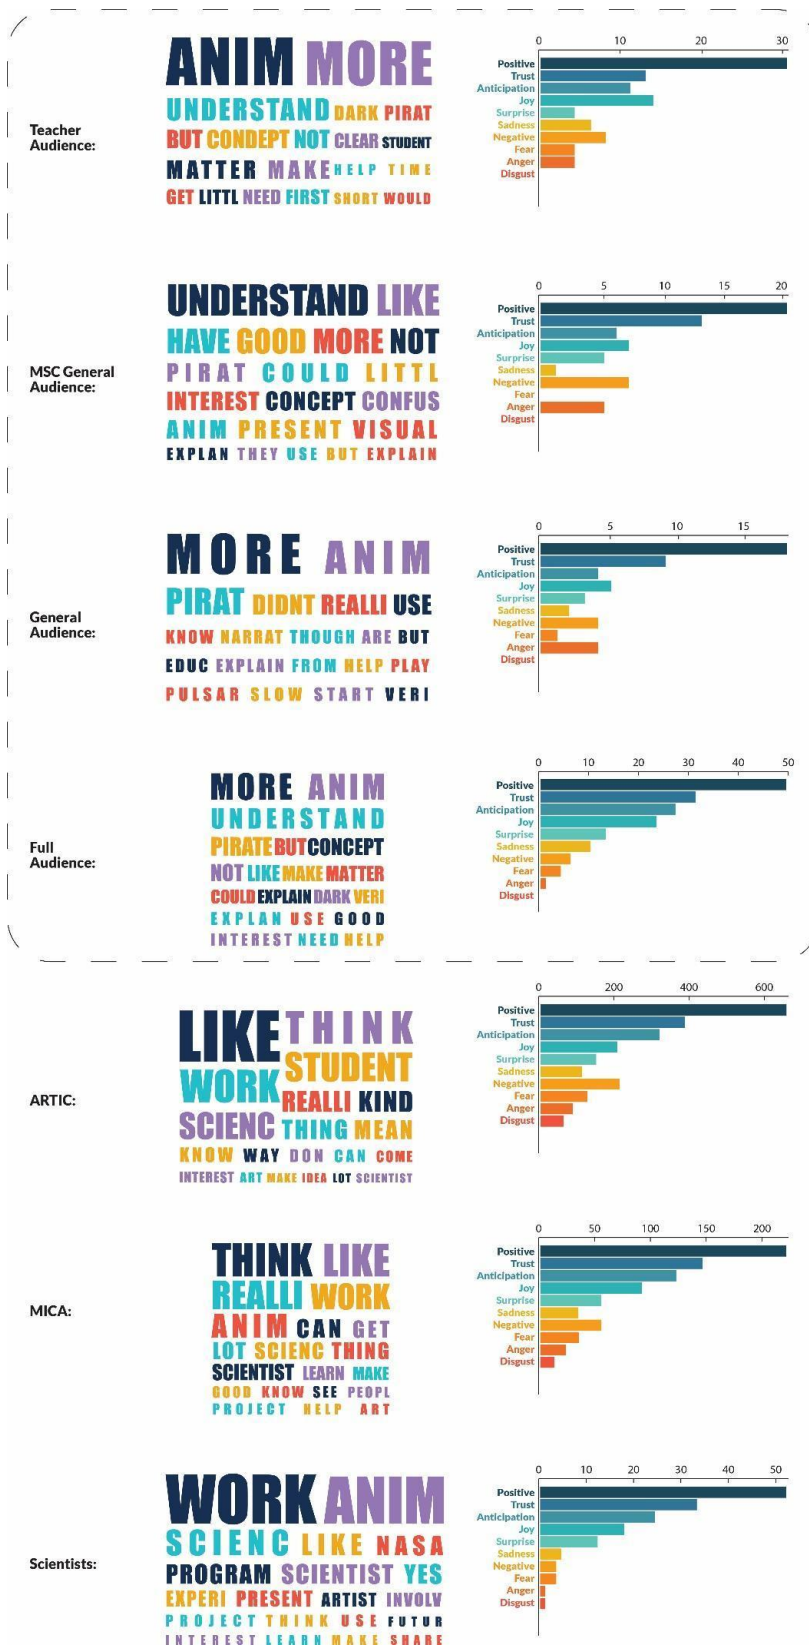 Teacher
Audience:
ANIM MORE
UNDERSTAND DARK PIRAT
BUT CONDEPT NOT CLEAR STUDENT
MATTER MAKE HELP TIME
GET LITTL NEED FIRST SHORT WOULD
0 10 20 30
Positive
Trust
Anticipation
Joy
Surprise
Sadness
Negative
Fear
Anger
Disgust
MSC General
Audience:
UNDERSTAND LIKE
HAVE GOOD MORE NOT
PIRAT COULD LITTL
INTEREST CONCEPT CONFUS
ANIM PRESENT VISUAL
EXPLAN THEY USE BUT EXPLAIN
0 5 10 15 20
Positive
Trust
Anticipation
Joy
Surprise
Sadness
Negative
Fear
Anger
Disgust
General
Audience:
MORE ANIM
PIRAT DIDNT REALLI USE
KNOW NARRAT THOUGH ARE BUT
EDUC EXPLAIN FROM HELP PLAY
PULSAR SLOW START VERI
0 5 10 15
Positive
Trust
Anticipation
Joy
Surprise
Sadness
Negative
Fear
Anger
Disgust
Full
Audience:
MORE ANIM
UNDERSTAND
PIRATE BUT CONCEPT
NOT LIKE MAKE MATTER
COULD EXPLAIN DARK VERI
EXPLAN USE GOOD
INTEREST NEED HELP
0 10 20 30 40 50
Positive
Trust
Anticipation
Joy
Surprise
Sadness
Negative
Fear
Anger
Disgust
ARTIC:
LIKE THINK
WORK STUDENT
REALLI KIND
SCIENC THING MEAN
KNOW WAY DON CAN COME
INTEREST ART MAKE IDEA LOT SCIENTIST
0 200 400 600
Positive
Trust
Anticipation
Joy
Surprise
Sadness
Negative
Fear
Anger
Disgust
MICA:
THINK LIKE
REALLI WORK
ANIM CAN GET
LOT SCIENC THING
SCIENTIST LEARN MAKE
GOOD KNOW SEE PEOPL
PROJECT HELP ART
0 50 100 150 200
Positive
Trust
Anticipation
Joy
Surprise
Sadness
Negative
Fear
Anger
Disgust
Scientists:
WORK ANIM
SCIENC LIKE NASA
PROGRAM SCIENTIST YES
EXPERI PRESENT ARTIST INVOLV
PROJECT THINK USE FUTUR
INTEREST LEARN MAKE SHARE
0 10 20 30 40 50
Positive
Trust
Anticipation
Joy
Surprise
Sadness
Negative
Fear
Anger
Disgust